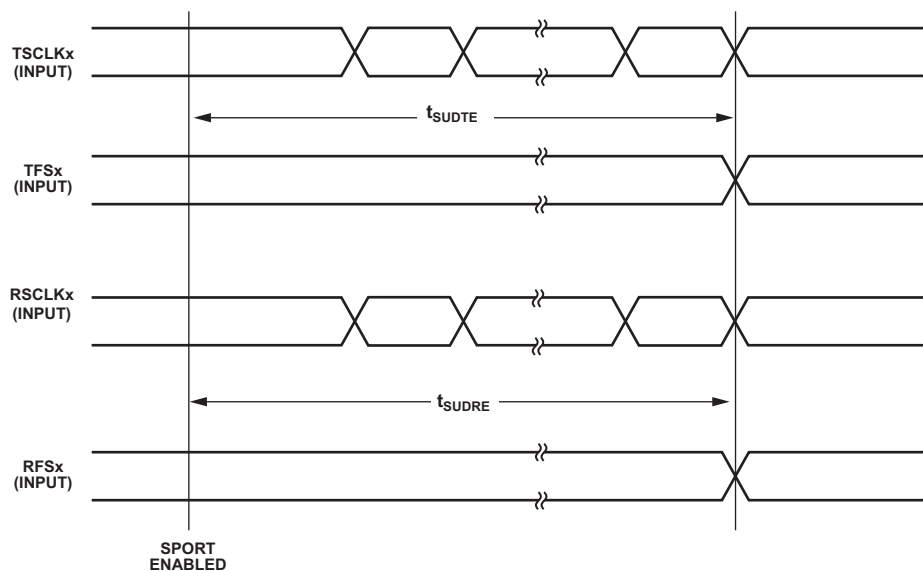 TSCLKx
(INPUT)
tSUDTE
TFSx
(INPUT)
RSCLKx
(INPUT)
tSUDRE
RFSx
(INPUT)
SPORT
ENABLED